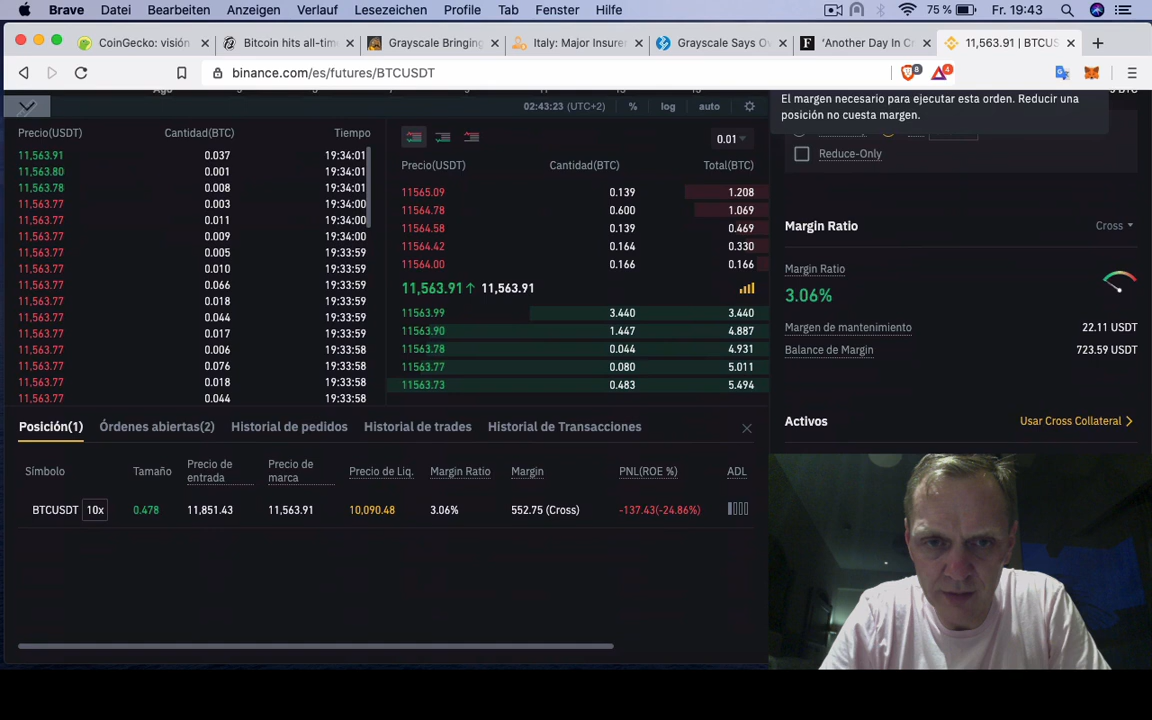 Brave Datei Bearbeiten Anzeigen Verlauf Lesezeichen Profile Tab Fenster Hilfe 75 % Fr. 19:43
CoinGecko: visión Bitcoin hits all-time Grayscale Bringing Italy: Major Insurer Grayscale Says Ov 'Another Day In Cr 11,563.91 | BTCUS
binance.com/es/futures/BTCUSDT 8 4
02:43:23 (UTC+2) % log auto
El margen necesario para ejecutar esta orden. Reducir una
posición no cuesta margen.
Reduce-Only
Precio(USDT) Cantidad(BTC) Tiempo
11,563.91 0.037 19:34:01
11,563.80 0.001 19:34:01
11,563.78 0.008 19:34:01
11,563.77 0.003 19:34:00
11,563.77 0.011 19:34:00
11,563.77 0.009 19:34:00
11,563.77 0.005 19:33:59
11,563.77 0.010 19:33:59
11,563.77 0.066 19:33:59
11,563.77 0.018 19:33:59
11,563.77 0.044 19:33:59
11,563.77 0.017 19:33:59
11,563.77 0.006 19:33:58
11,563.77 0.076 19:33:58
11,563.77 0.018 19:33:58
11,563.77 0.044 19:33:58
0.01
Precio(USDT) Cantidad(BTC) Total(BTC)
11565.09 0.139 1.208
11564.78 0.600 1.069
11564.58 0.139 0.469
11564.42 0.164 0.330
11564.00 0.166 0.166
11,563.91↑ 11,563.91
11563.99 3.440 3.440
11563.90 1.447 4.887
11563.78 0.044 4.931
11563.77 0.080 5.011
11563.73 0.483 5.494
Margin Ratio Cross
Margin Ratio
3.06%
Margen de mantenimiento 22.11 USDT
Balance de Margin 723.59 USDT
Activos Usar Cross Collateral
Posición(1) Órdenes abiertas(2) Historial de pedidos Historial de trades Historial de Transacciones
Símbolo Tamaño Precio de entrada Precio de marca Precio de Liq. Margin Ratio Margin PNL(ROE %) ADL
BTCUSDT 10x 0.478 11,851.43 11,563.91 10,090.48 3.06% 552.75 (Cross) -137.43(-24.86%)